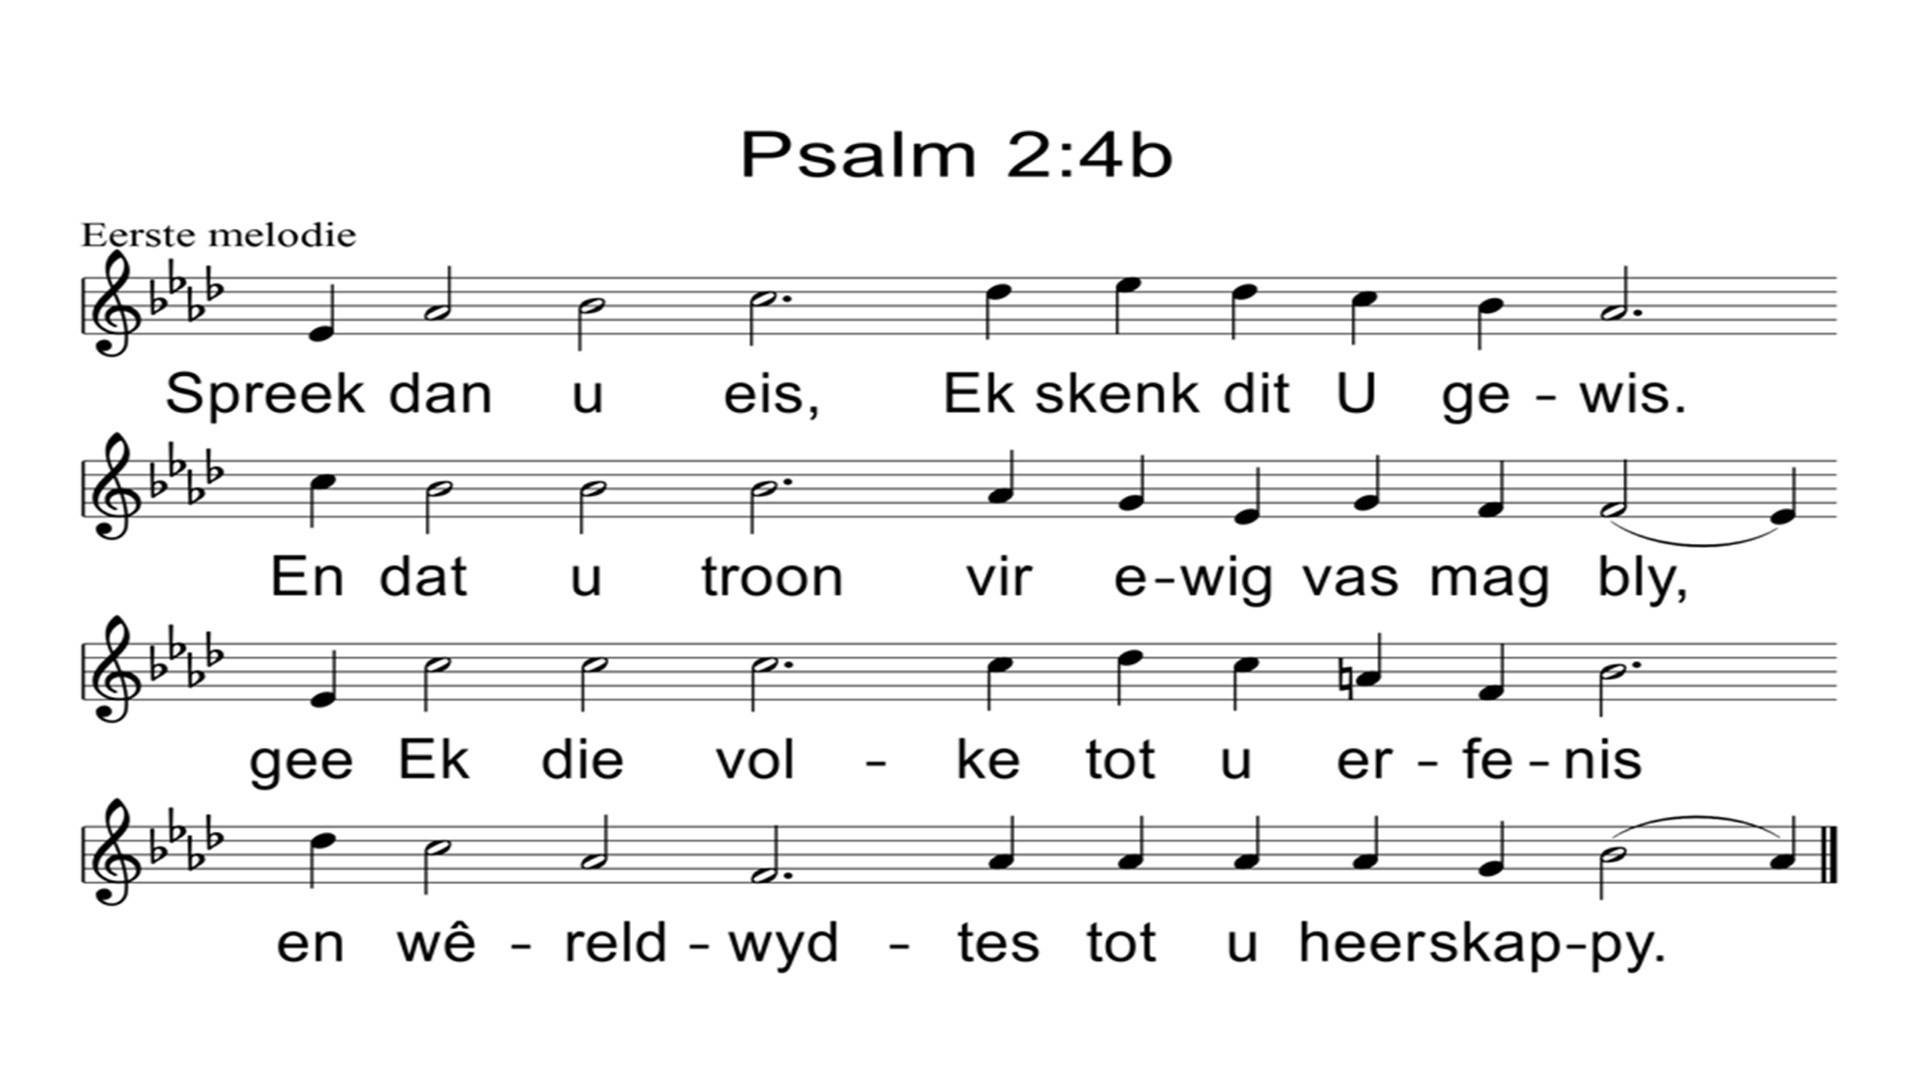 Psalm 2:4b
Eerste melodie
Spreek dan u eis, Ek skenk dit U ge - wis.
En dat u troon vir e-wig vas mag bly,
gee Ek die vol - ke tot u er - fe - nis
en wê - reld - wyd - tes tot u heerskap-py.